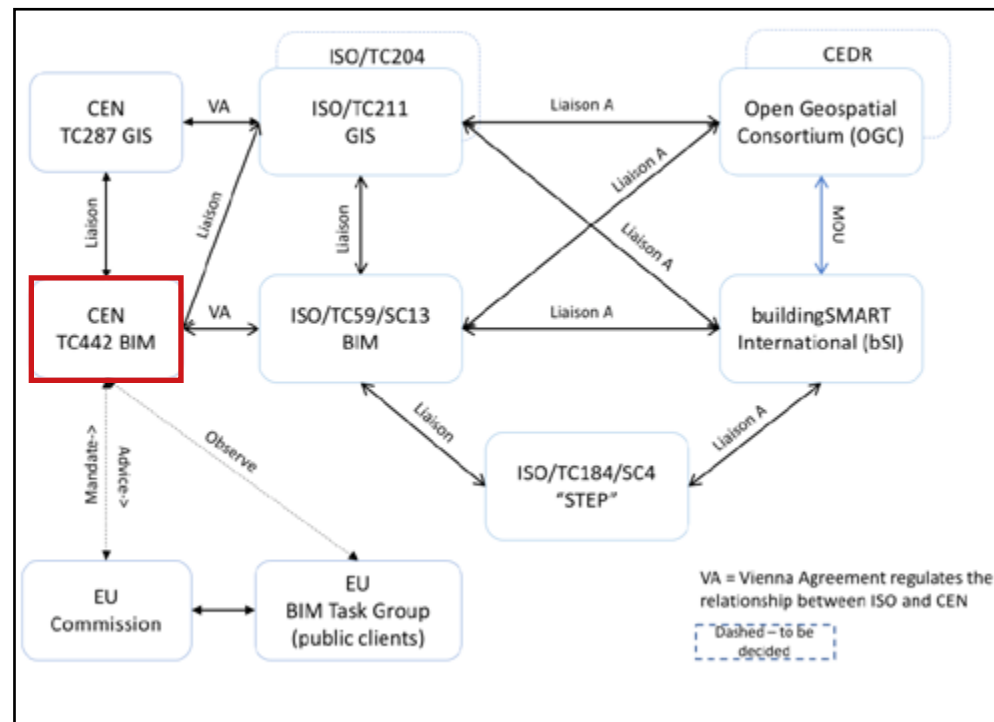 ISO/TC204
CEDR
CEN
TC287 GIS
VA
ISO/TC211
GIS
Liaison A
Open Geospatial
Consortium (OGC)
Liaison
Liaison
Liaison
Liaison A
Liaison A
MOU
CEN
TC442 BIM
VA
ISO/TC59/SC13
BIM
Liaison A
buildingSMART
International (bSI)
Mandate->
Advice->
Observe
Liaison
Liaison A
ISO/TC184/SC4
“STEP”
EU
Commission
EU
BIM Task Group
(public clients)
VA = Vienna Agreement regulates the
relationship between ISO and CEN
Dashed – to be
decided